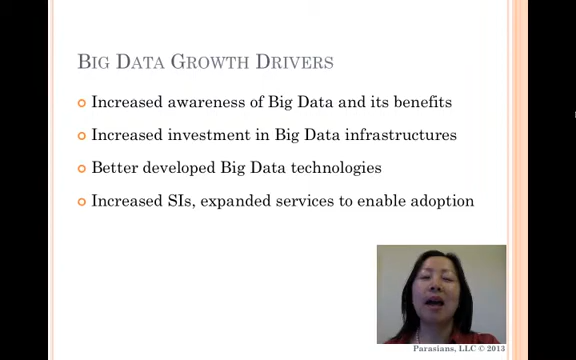 Big Data Growth Drivers
Increased awareness of Big Data and its benefits
Increased investment in Big Data infrastructures
Better developed Big Data technologies
Increased SIs, expanded services to enable adoption
Parasians, LLC © 2013